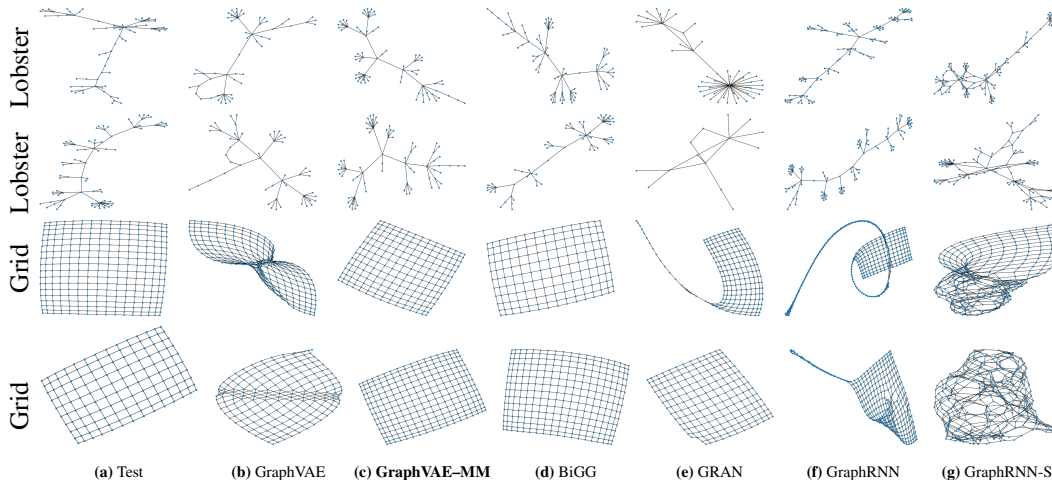 Lobster
Lobster
Grid
Grid
(a) Test (b) GraphVAE (c) GraphVAE–MM (d) BiGG (e) GRAN (f) GraphRNN (g) GraphRNN-S